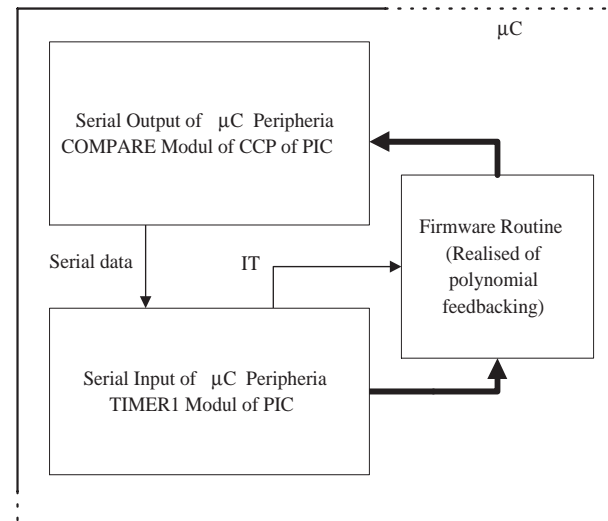 μC
Serial Output of μC Peripheria
COMPARE Modul of CCP of PIC
Firmware Routine
(Realised of
polynomial
feedbacking)
Serial data
IT
Serial Input of μC Peripheria
TIMER1 Modul of PIC